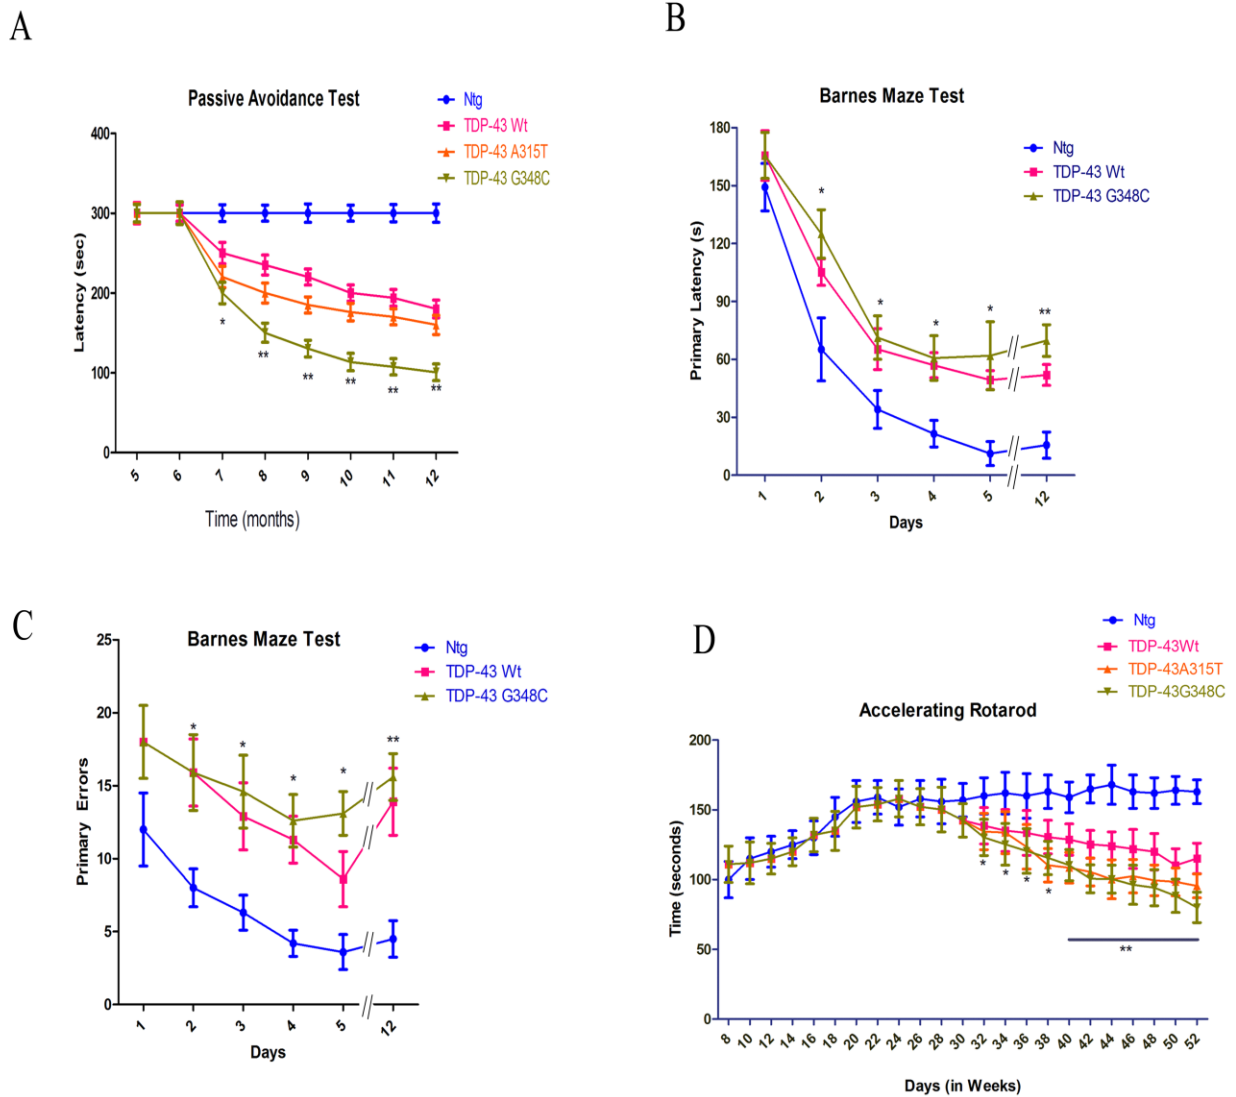 A
Passive Avoidance Test
Ntg
TDP-43 Wt
TDP-43 A315T
TDP-43 G348C
Latency (sec)
400
300
200
100
0
*
**
**
**
**
**
5 6 7 8 9 10 11 12
Time (months)
B
Barnes Maze Test
Ntg
TDP-43 Wt
TDP-43 G348C
Primary Latency (s)
180
150
120
90
60
30
0
*
*
*
*
**
1 2 3 4 5 12
Days
C
Barnes Maze Test
Ntg
TDP-43 Wt
TDP-43 G348C
Primary Errors
25
20
15
10
5
0
*
*
*
*
**
1 2 3 4 5 12
Days
D
Ntg
TDP-43Wt
TDP-43A315T
TDP-43G348C
Accelerating Rotarod
Time (seconds)
200
150
100
50
0
*
*
*
*
**
8 10 12 14 16 18 20 22 24 26 28 30 32 34 36 38 40 42 44 46 48 50 52
Days (in Weeks)